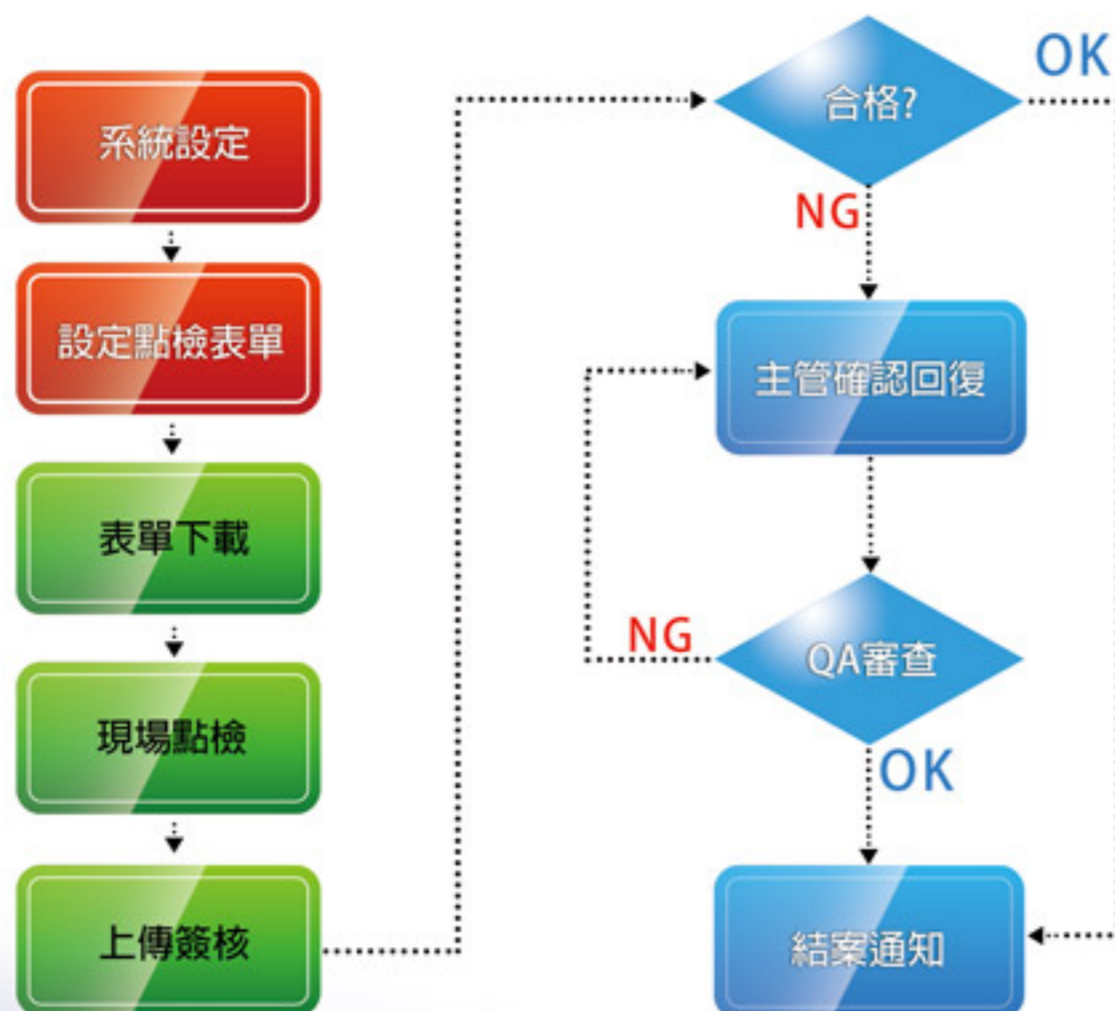 系統設定
設定點檢表單
表單下載
現場點檢
上傳簽核
合格?
OK
NG
主管確認回復
NG
QA審查
OK
結案通知